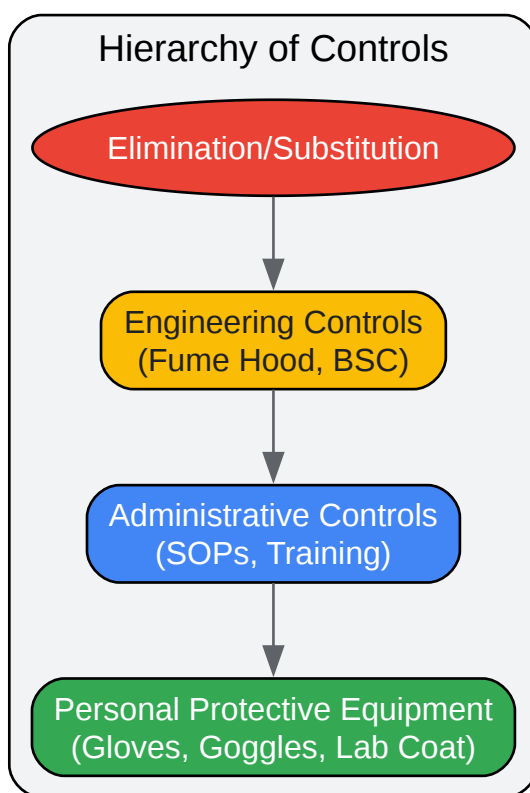 Hierarchy of Controls
Elimination/Substitution
Engineering Controls
(Fume Hood, BSC)
Administrative Controls
(SOPs, Training)
Personal Protective Equipment
(Gloves, Goggles, Lab Coat)